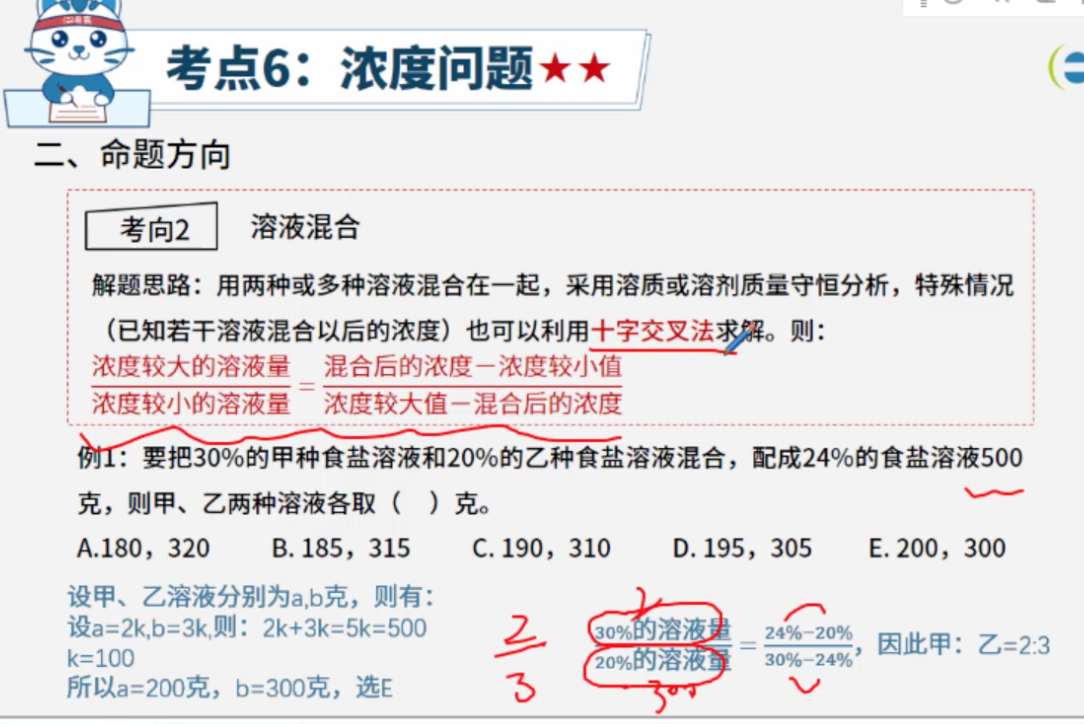 考点6：浓度问题★★
二、命题方向
考向2 溶液混合
解题思路：用两种或多种溶液混合在一起，采用溶质或溶剂质量守恒分析，特殊情况
（已知若干溶液混合以后的浓度）也可以利用十字交叉法求解。则：
浓度较大的溶液量/浓度较小的溶液量=混合后的浓度－浓度较小值/浓度较大值－混合后的浓度
例1：要把30%的甲种食盐溶液和20%的乙种食盐溶液混合，配成24%的食盐溶液500
克，则甲、乙两种溶液各取（ ）克。
A.180，320 B. 185，315 C. 190，310 D. 195，305 E. 200，300
设甲、乙溶液分别为a,b克，则有：
设a=2k,b=3k,则：2k+3k=5k=500
k=100
所以a=200克，b=300克，选E
2/3
30%的溶液量/20%的溶液量=24%−20%/30%−24%，因此甲：乙=2:3
300